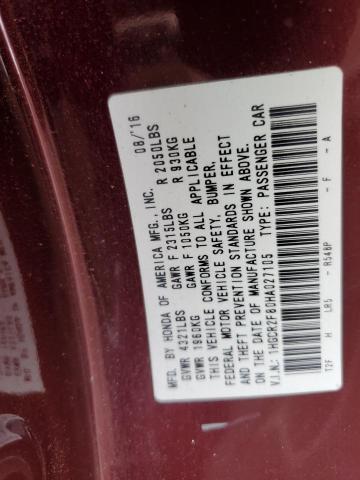 MFD. BY HONDA OF AMERICA MFG., INC. 08/'16
GVWR 4321LBS GAWR F 2315LBS R 2050LBS
GVWR 1960KG GAWR F 1050KG R 930KG
THIS VEHICLE CONFORMS TO ALL APPLICABLE
FEDERAL MOTOR VEHICLE SAFETY, BUMPER,
AND THEFT PREVENTION STANDARDS IN EFFECT
ON THE DATE OF MANUFACTURE SHOWN ABOVE.
V.I.N.: 1HGCR2F80HA027105 TYPE: PASSENGER CAR
T2F H LR5 - R548P - F - A